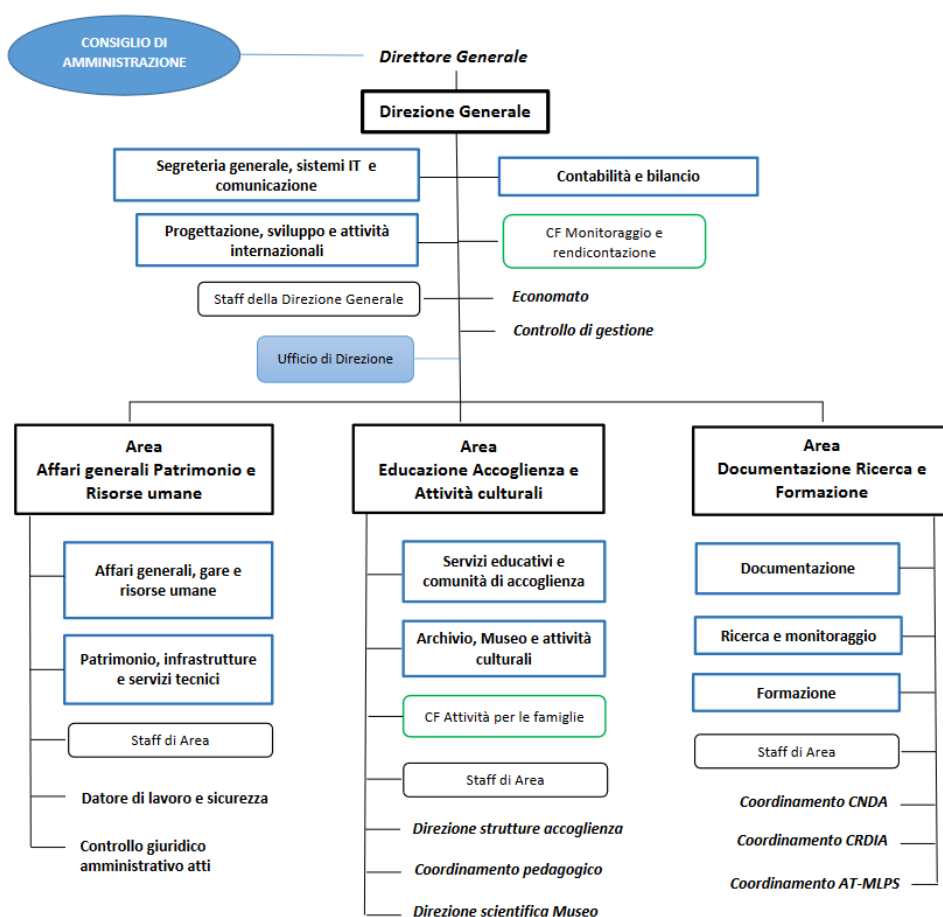 CONSIGLIO DI
AMMINISTRAZIONE
Direttore Generale
Direzione Generale
Segreteria generale, sistemi IT e
comunicazione
Contabilità e bilancio
Progettazione, sviluppo e attività
internazionali
CF Monitoraggio e
rendicontazione
Staff della Direzione Generale
Economato
Controllo di gestione
Ufficio di Direzione
Area
Affari generali Patrimonio e
Risorse umane
Affari generali, gare e
risorse umane
Patrimonio, infrastrutture
e servizi tecnici
Staff di Area
Datore di lavoro e sicurezza
Controllo giuridico
amministrativo atti
Area
Educazione Accoglienza e
Attività culturali
Servizi educativi e
comunità di accoglienza
Archivio, Museo e attività
culturali
CF Attività per le famiglie
Staff di Area
Direzione strutture accoglienza
Coordinamento pedagogico
Direzione scientifica Museo
Area
Documentazione Ricerca e
Formazione
Documentazione
Ricerca e monitoraggio
Formazione
Staff di Area
Coordinamento CNDA
Coordinamento CRDIA
Coordinamento AT-MLPS